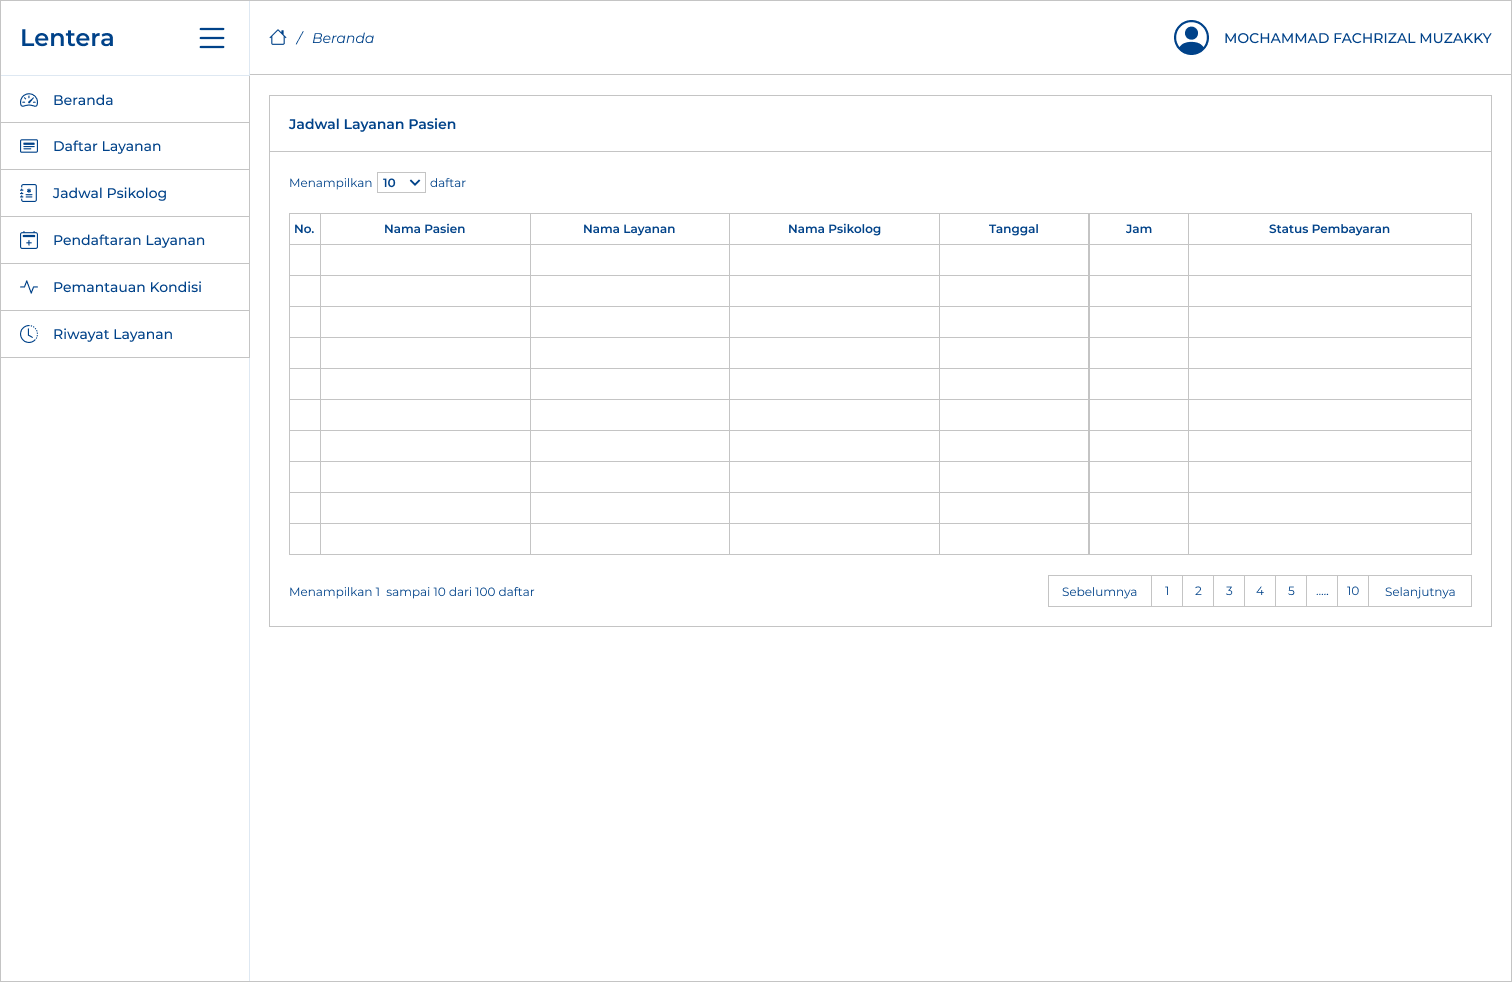 Lentera
/ Beranda
MOCHAMMAD FACHRIZAL MUZAKKY
Beranda
Daftar Layanan
Jadwal Psikolog
Pendaftaran Layanan
Pemantauan Kondisi
Riwayat Layanan
Jadwal Layanan Pasien
Menampilkan 10 daftar
No. Nama Pasien Nama Layanan Nama Psikolog Tanggal Jam Status Pembayaran
Menampilkan 1 sampai 10 dari 100 daftar
Sebelumnya 1 2 3 4 5 ..... 10 Selanjutnya